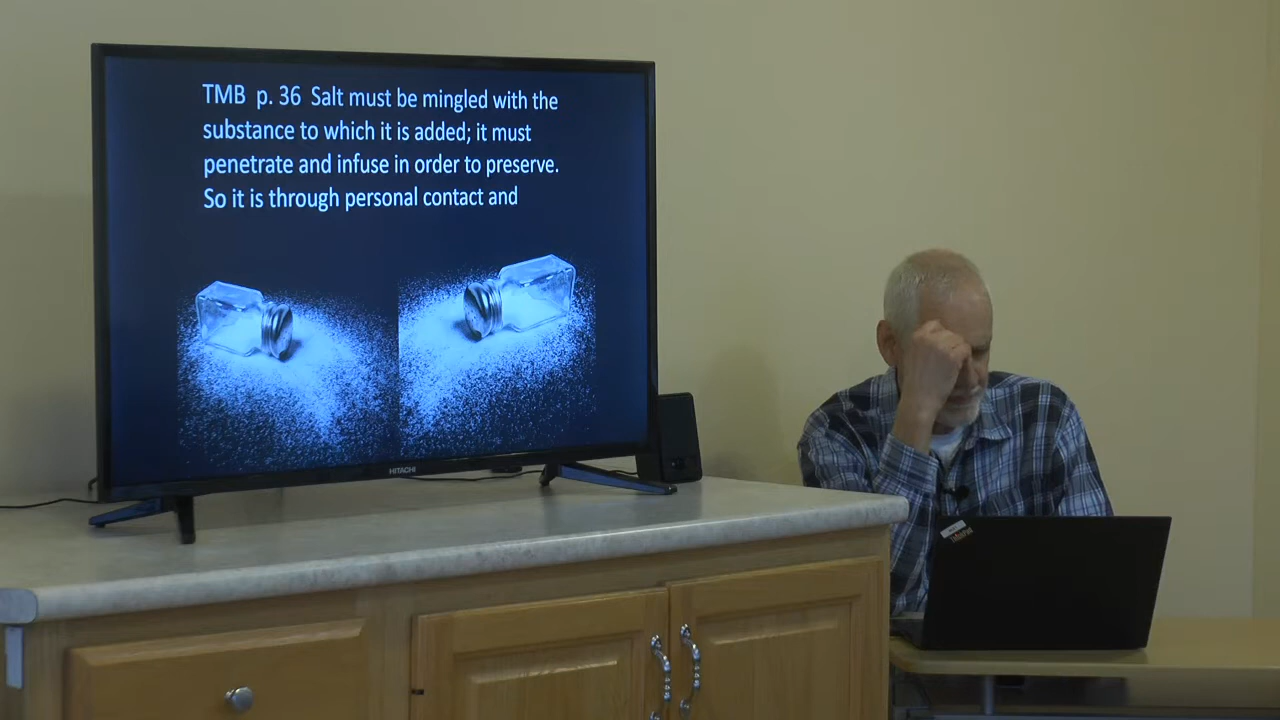 TMB p. 36 Salt must be mingled with the
substance to which it is added; it must
penetrate and infuse in order to preserve.
So it is through personal contact and
HITACHI
ThinkPad